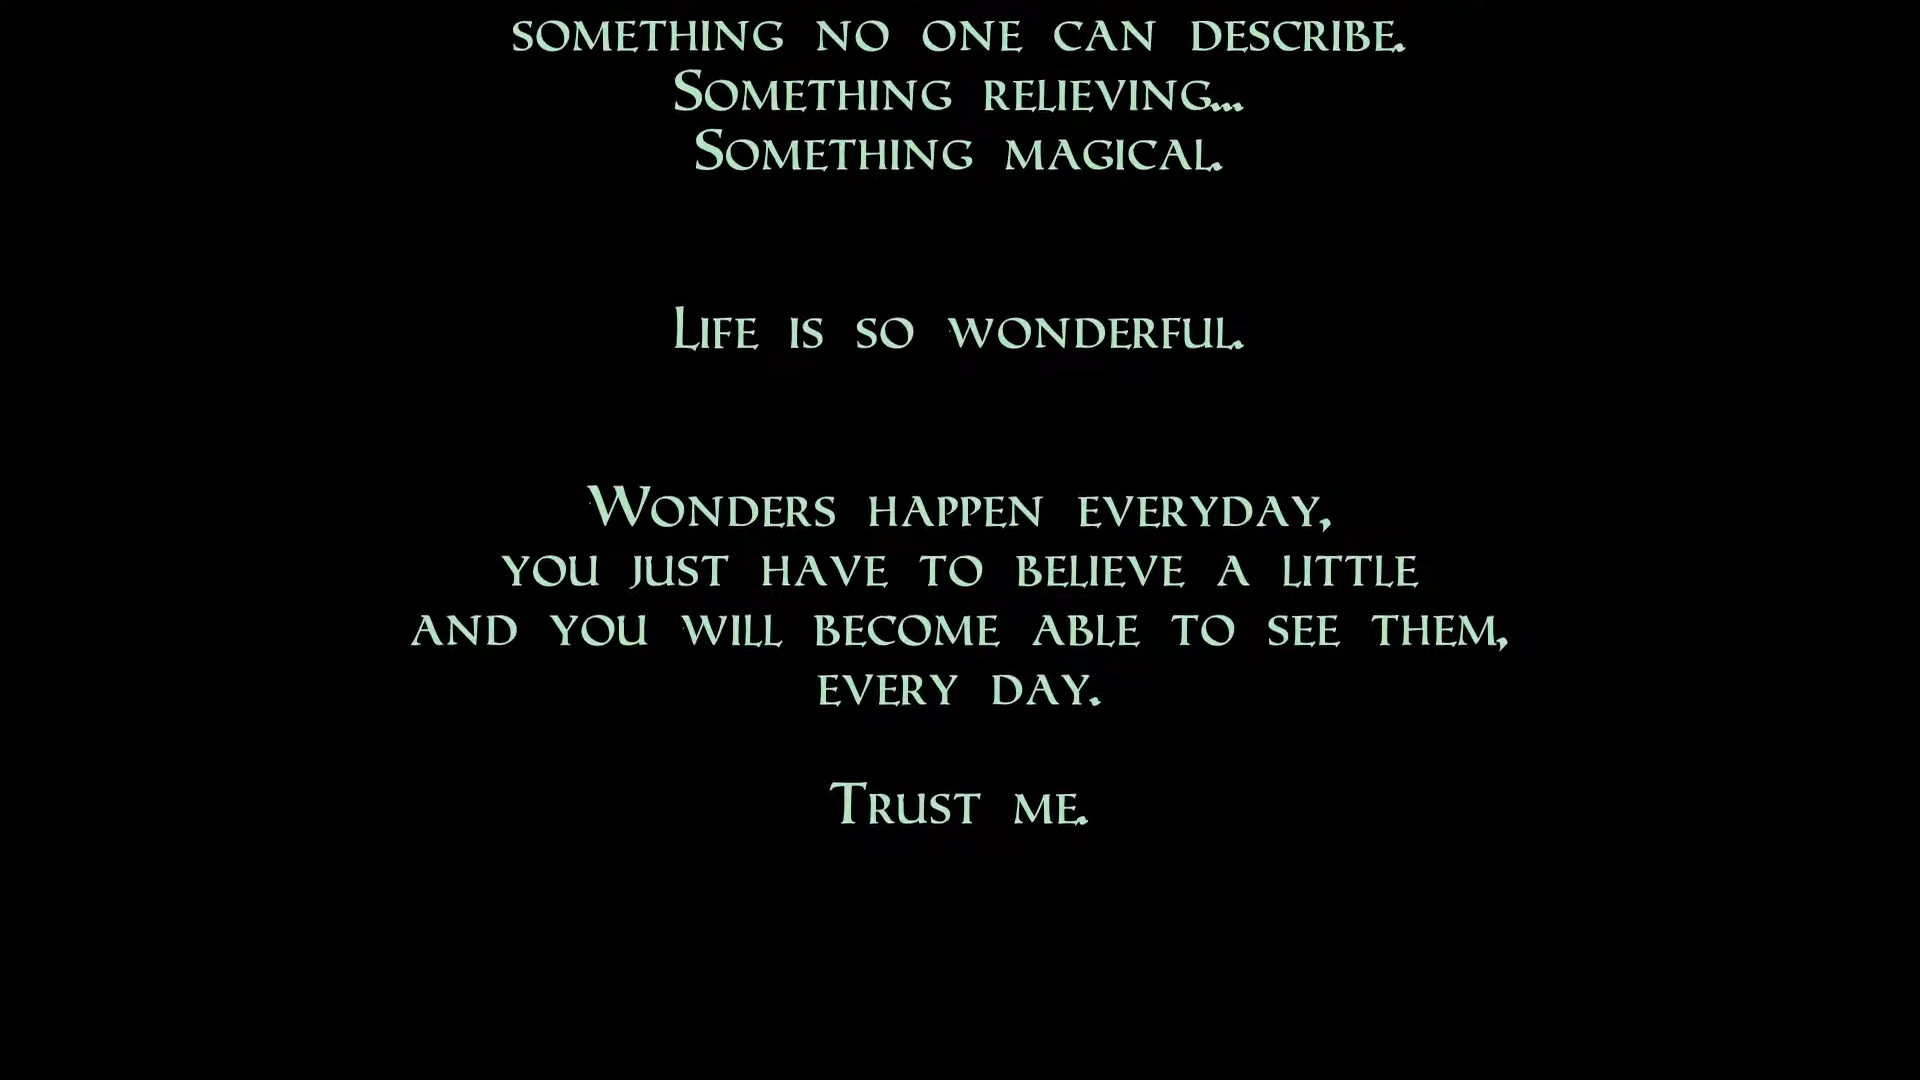 something no one can describe.
Something relieving...
Something magical.
Life is so wonderful.
Wonders happen everyday,
you just have to believe a little
and you will become able to see them,
every day.
Trust me.